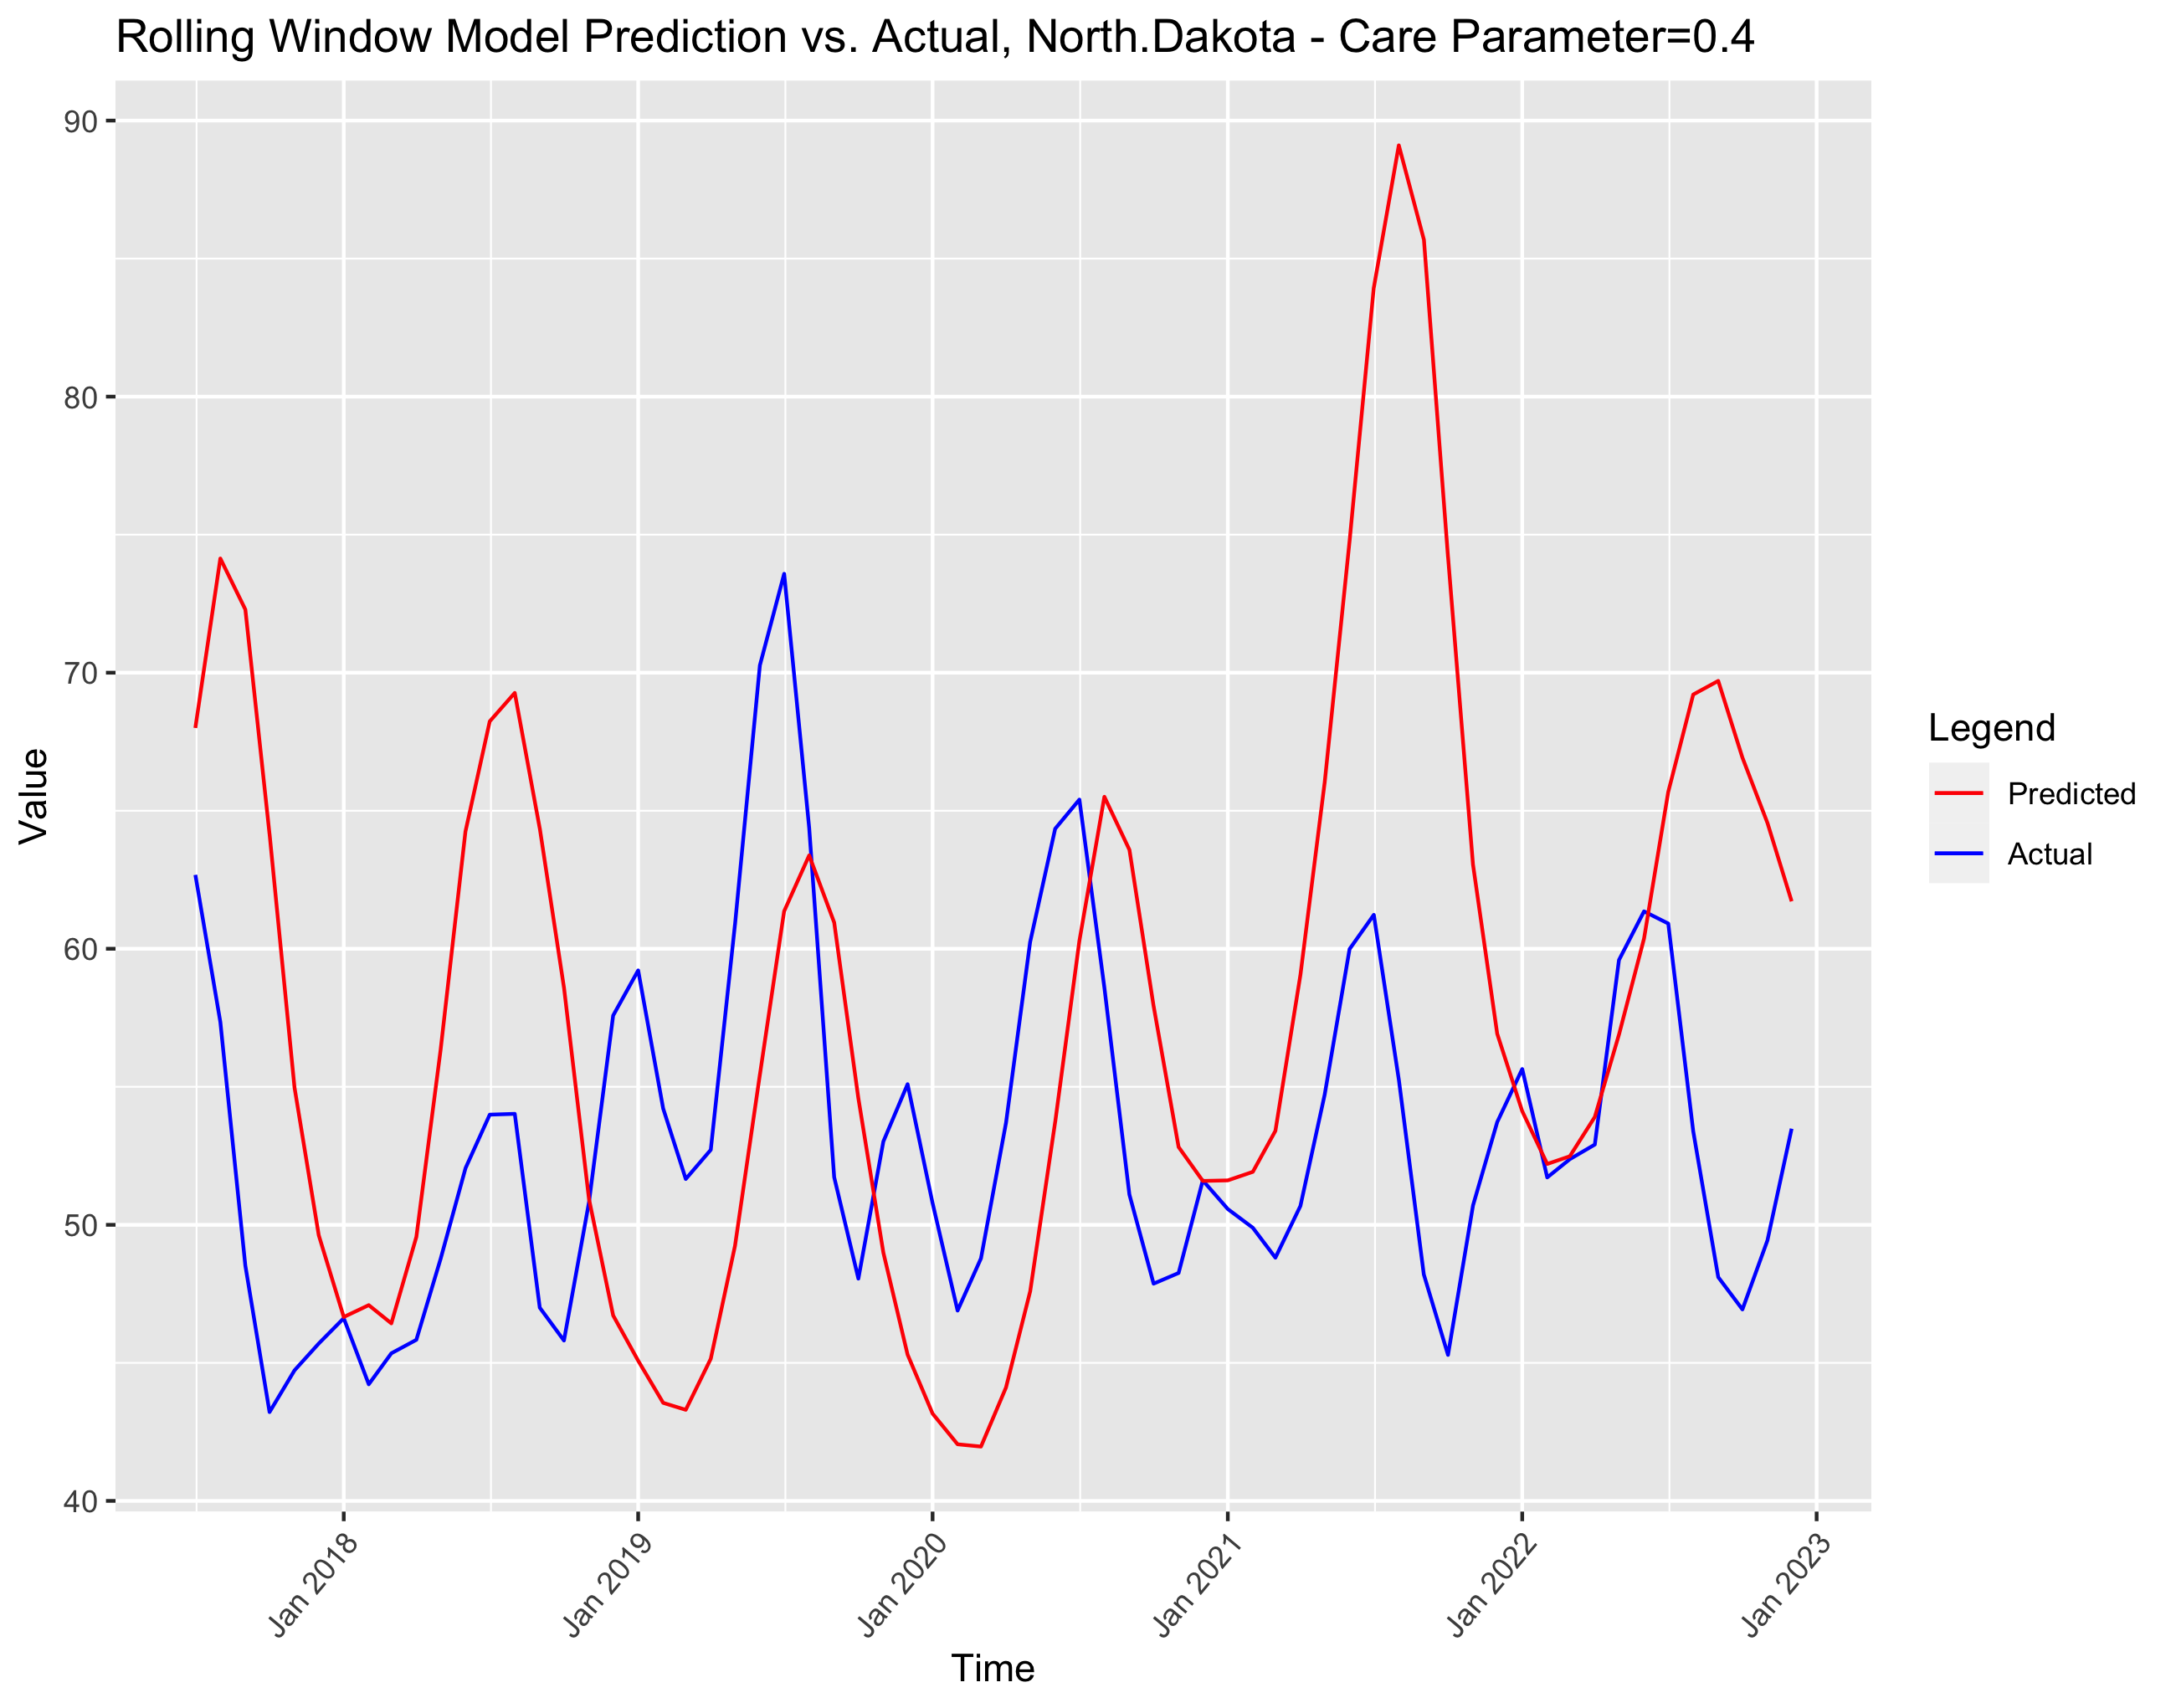 Rolling Window Model Prediction vs. Actual, North.Dakota - Care Parameter=0.4
90
80
70
60
50
40
Value
Jan 2018
Jan 2019
Jan 2020
Jan 2021
Jan 2022
Jan 2023
Time
Legend
Predicted
Actual